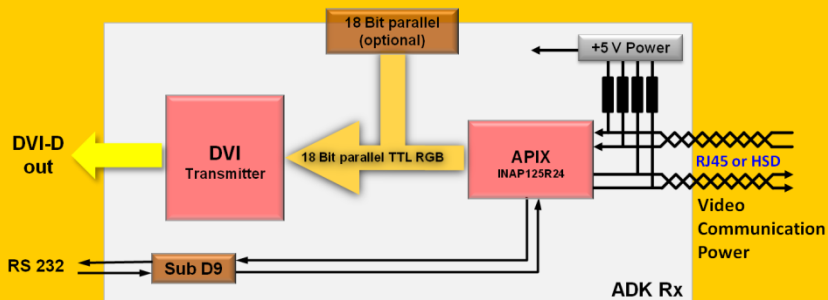 18 Bit parallel
(optional)
+5 V Power
DVI-D
out
DVI
Transmitter
18 Bit parallel TTL RGB
APIX
INAP125R24
RJ45 or HSD
Video
Communication
Power
RS 232
Sub D9
ADK Rx